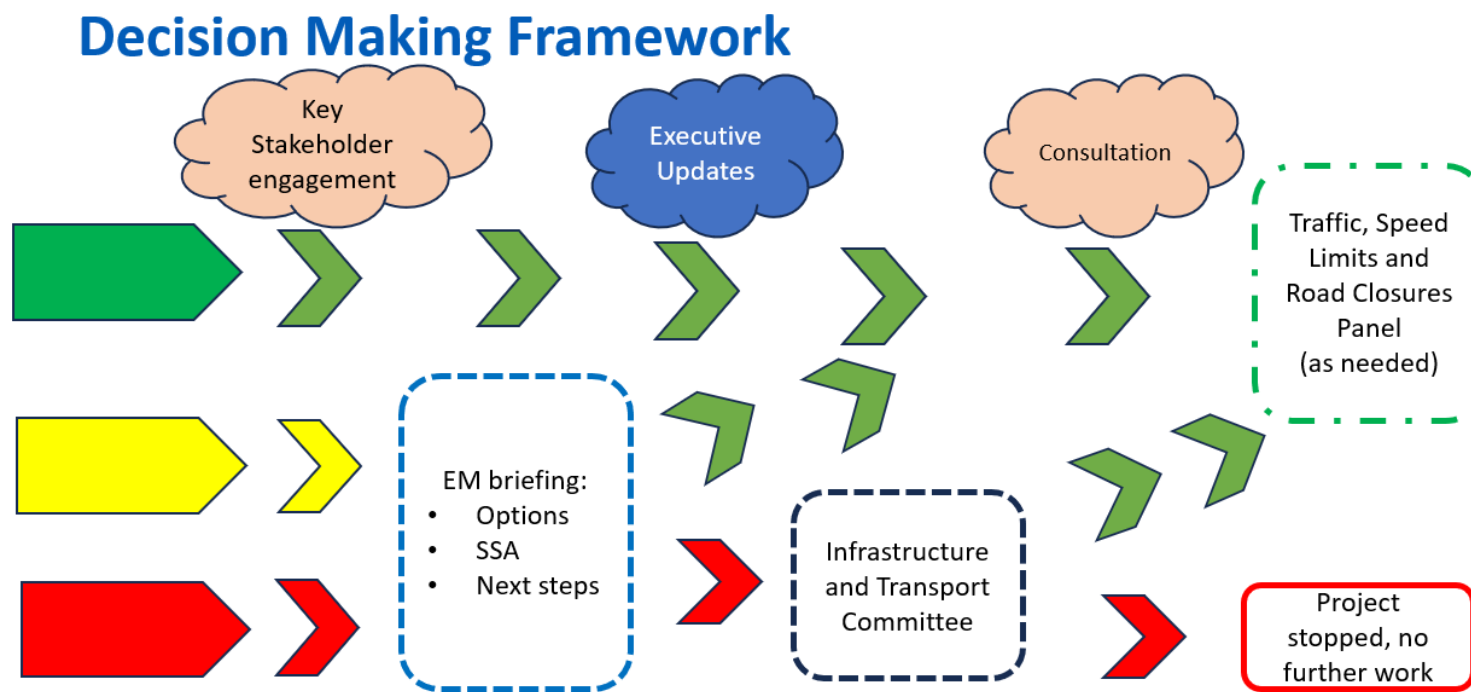 Decision Making Framework
Key
Stakeholder
engagement
Executive
Updates
Consultation
Traffic, Speed
Limits and
Road Closures
Panel
(as needed)
EM briefing:
• Options
• SSA
• Next steps
Infrastructure
and Transport
Committee
Project
stopped, no
further work